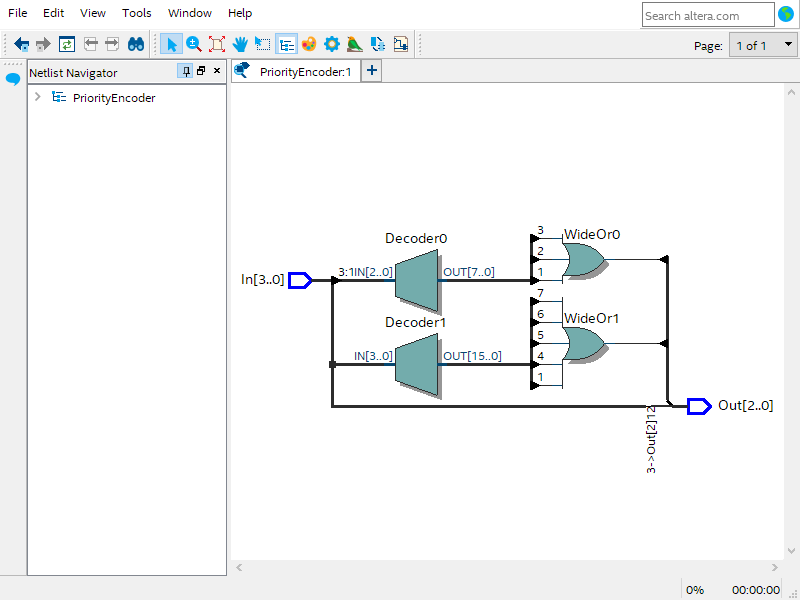 File Edit View Tools Window Help
Search altera.com
Page: 1 of 1
Netlist Navigator
PriorityEncoder:1
PriorityEncoder
Decoder0
3
WideOr0
2
In[3..0]
3:1IN[2..0]
OUT[7..0]
1
7
Decoder1
6
WideOr1
5
IN[3..0]
OUT[15..0]
4
1
Out[2..0]
3->Out[2]12
0%
00:00:00